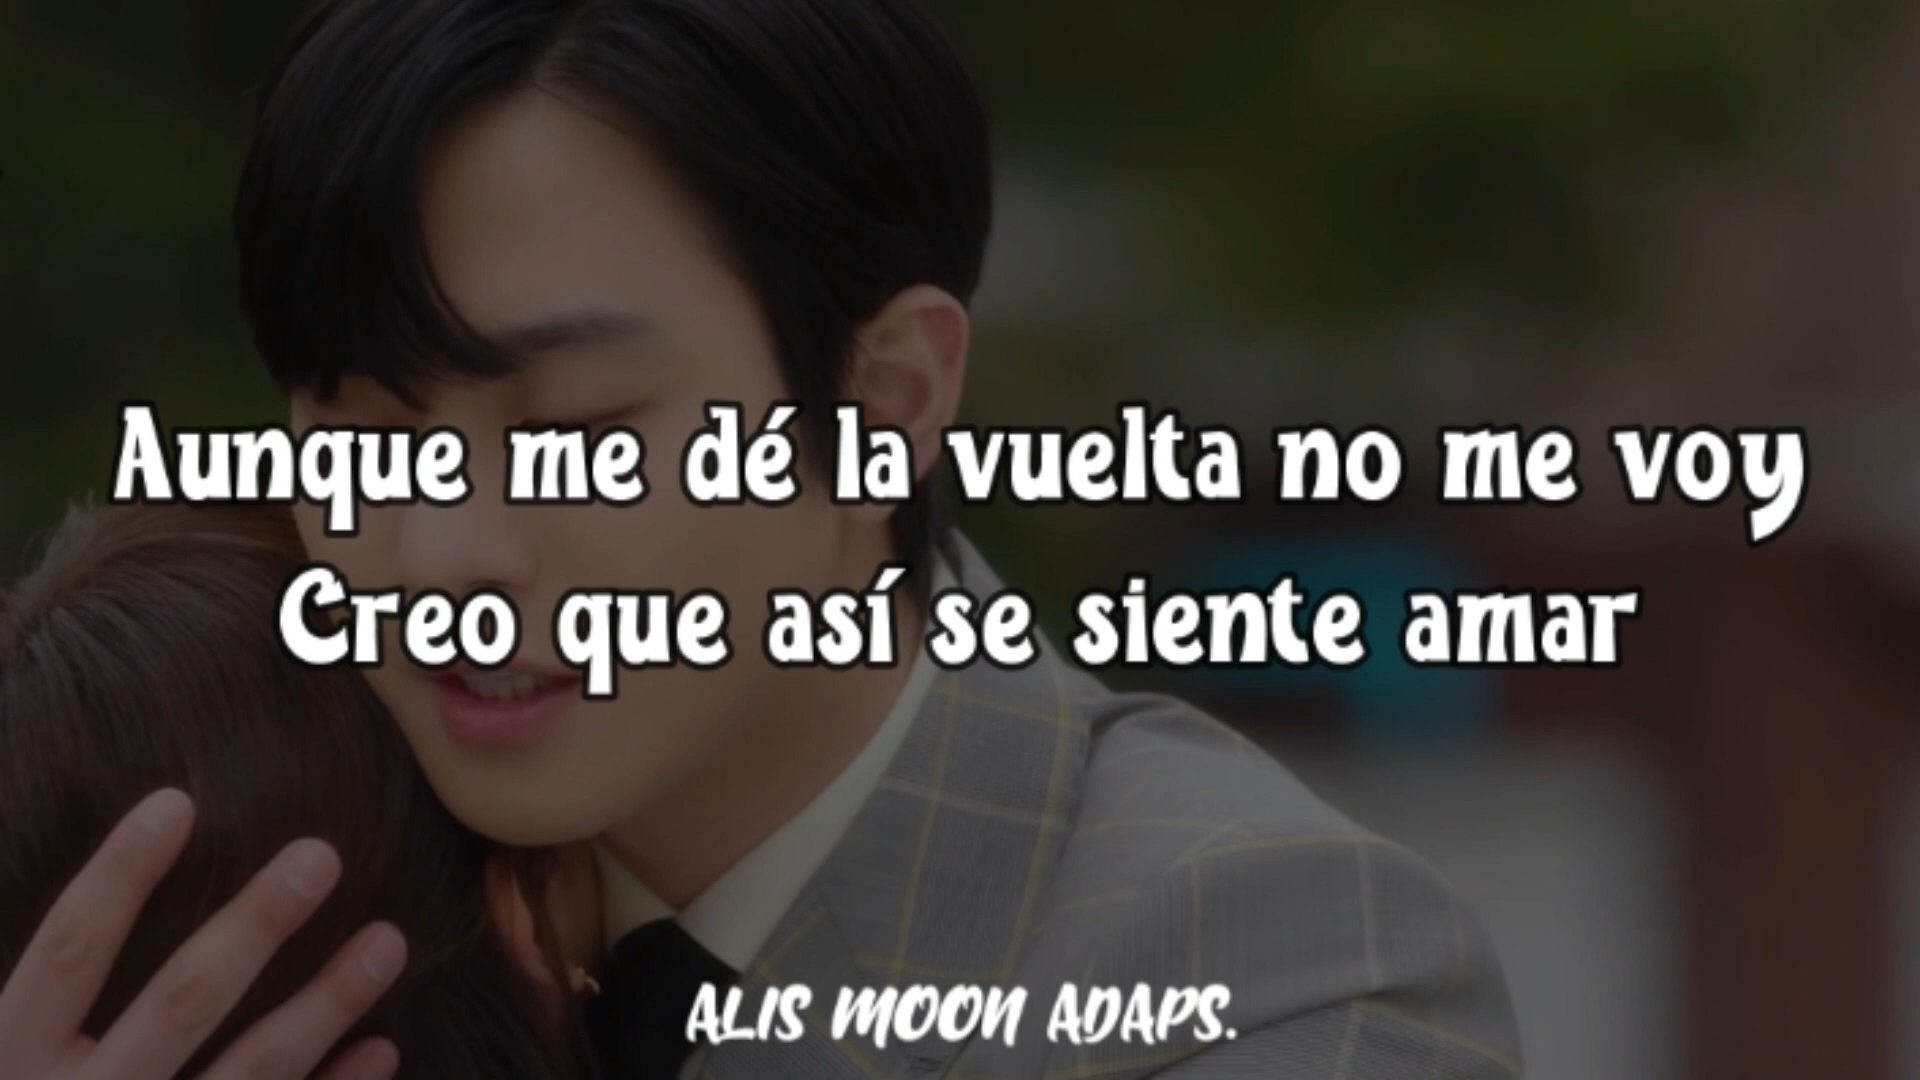 Aunque me dé la vuelta no me voy
Creo que así se siente amar
ALIS MOON ADAPS.